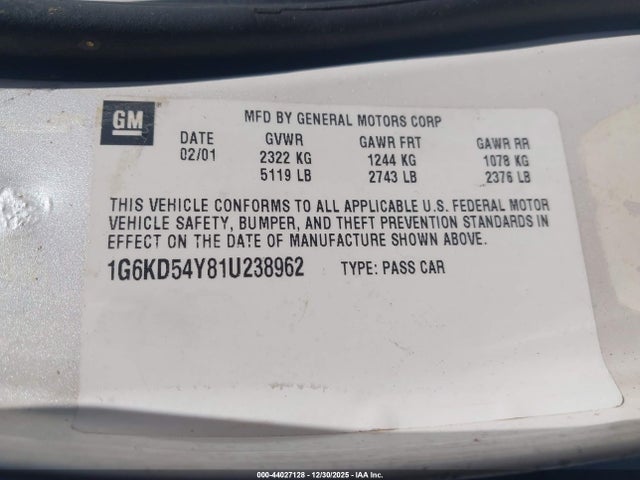 GM
MFD BY GENERAL MOTORS CORP
DATE GVWR GAWR FRT GAWR RR
02/01 2322 KG 1244 KG 1078 KG
5119 LB 2743 LB 2376 LB
THIS VEHICLE CONFORMS TO ALL APPLICABLE U.S. FEDERAL MOTOR
VEHICLE SAFETY, BUMPER, AND THEFT PREVENTION STANDARDS IN
EFFECT ON THE DATE OF MANUFACTURE SHOWN ABOVE.
1G6KD54Y81U238962 TYPE: PASS CAR
000-44027128 - 12/30/2025 - IAA Inc.